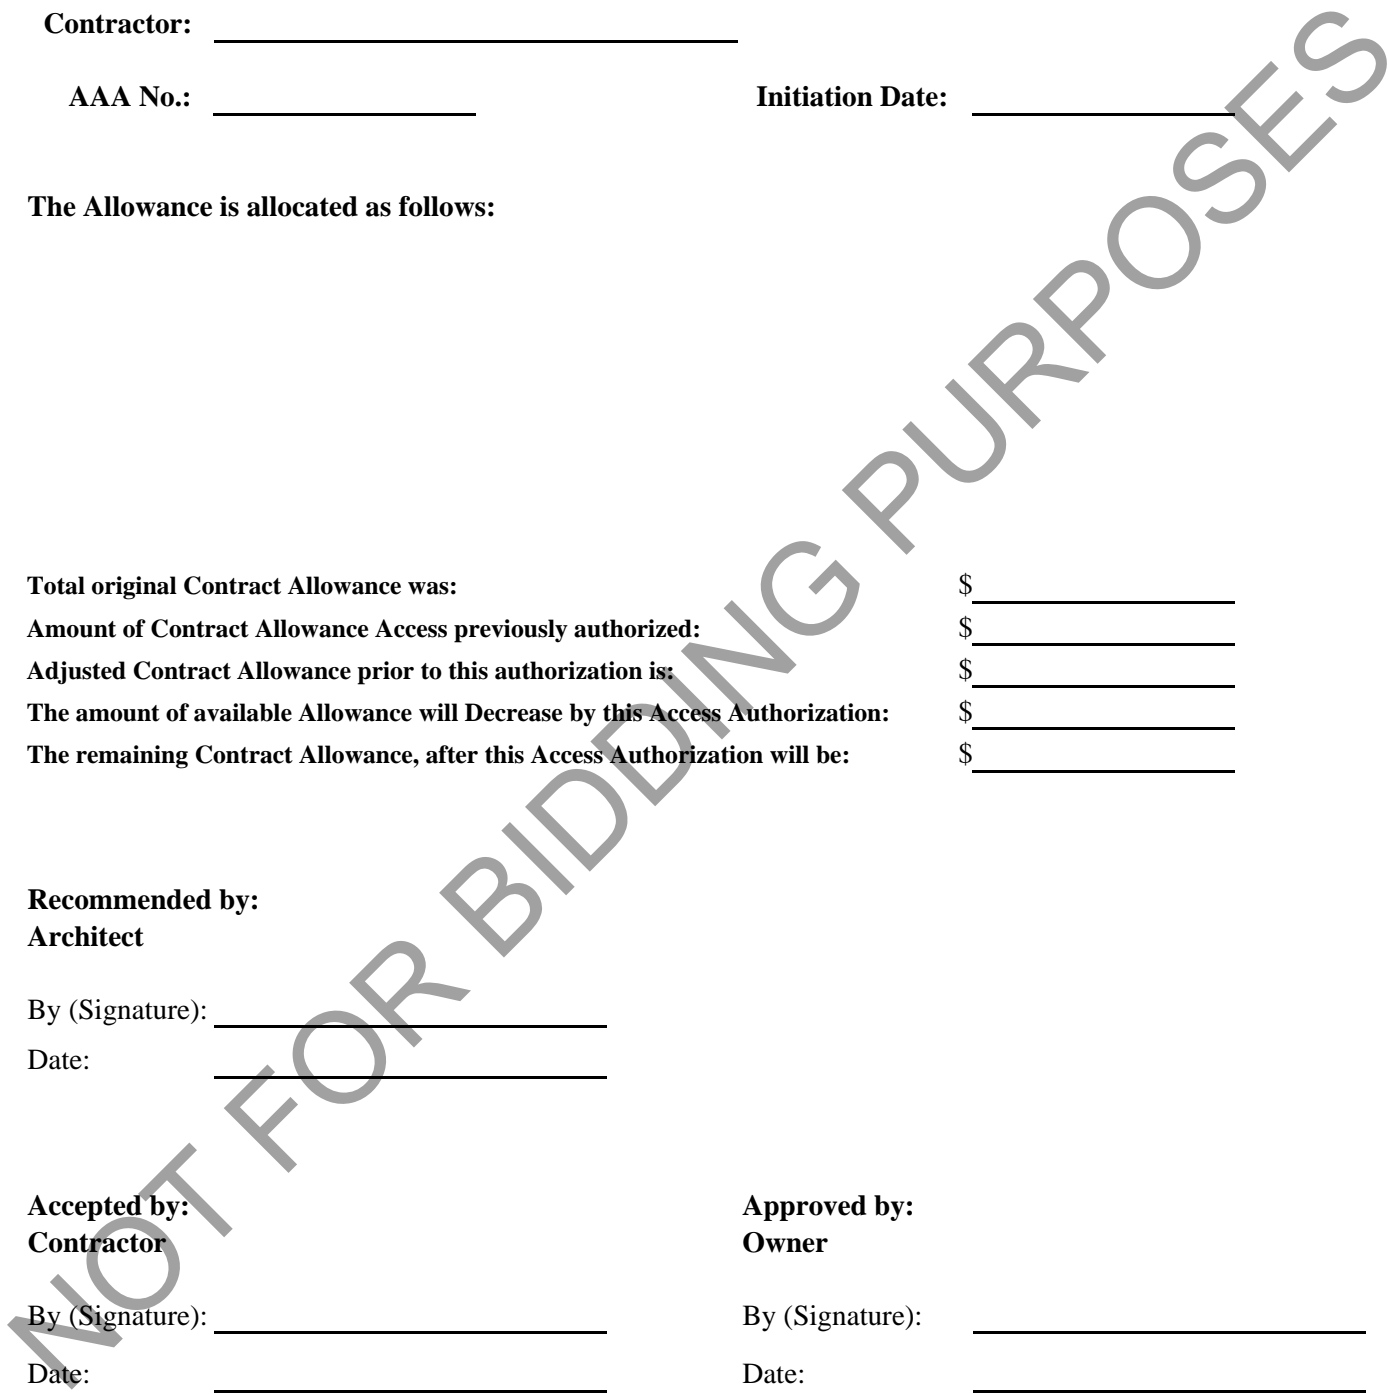 Contractor:
AAA No.: Initiation Date:
The Allowance is allocated as follows:
Total original Contract Allowance was: $
Amount of Contract Allowance Access previously authorized: $
Adjusted Contract Allowance prior to this authorization is: $
The amount of available Allowance will Decrease by this Access Authorization: $
The remaining Contract Allowance, after this Access Authorization will be: $
Recommended by:
Architect
By (Signature):
Date:
Accepted by: Approved by:
Contractor Owner
By (Signature): By (Signature):
Date: Date:
NOT FOR BIDDING PURPOSES